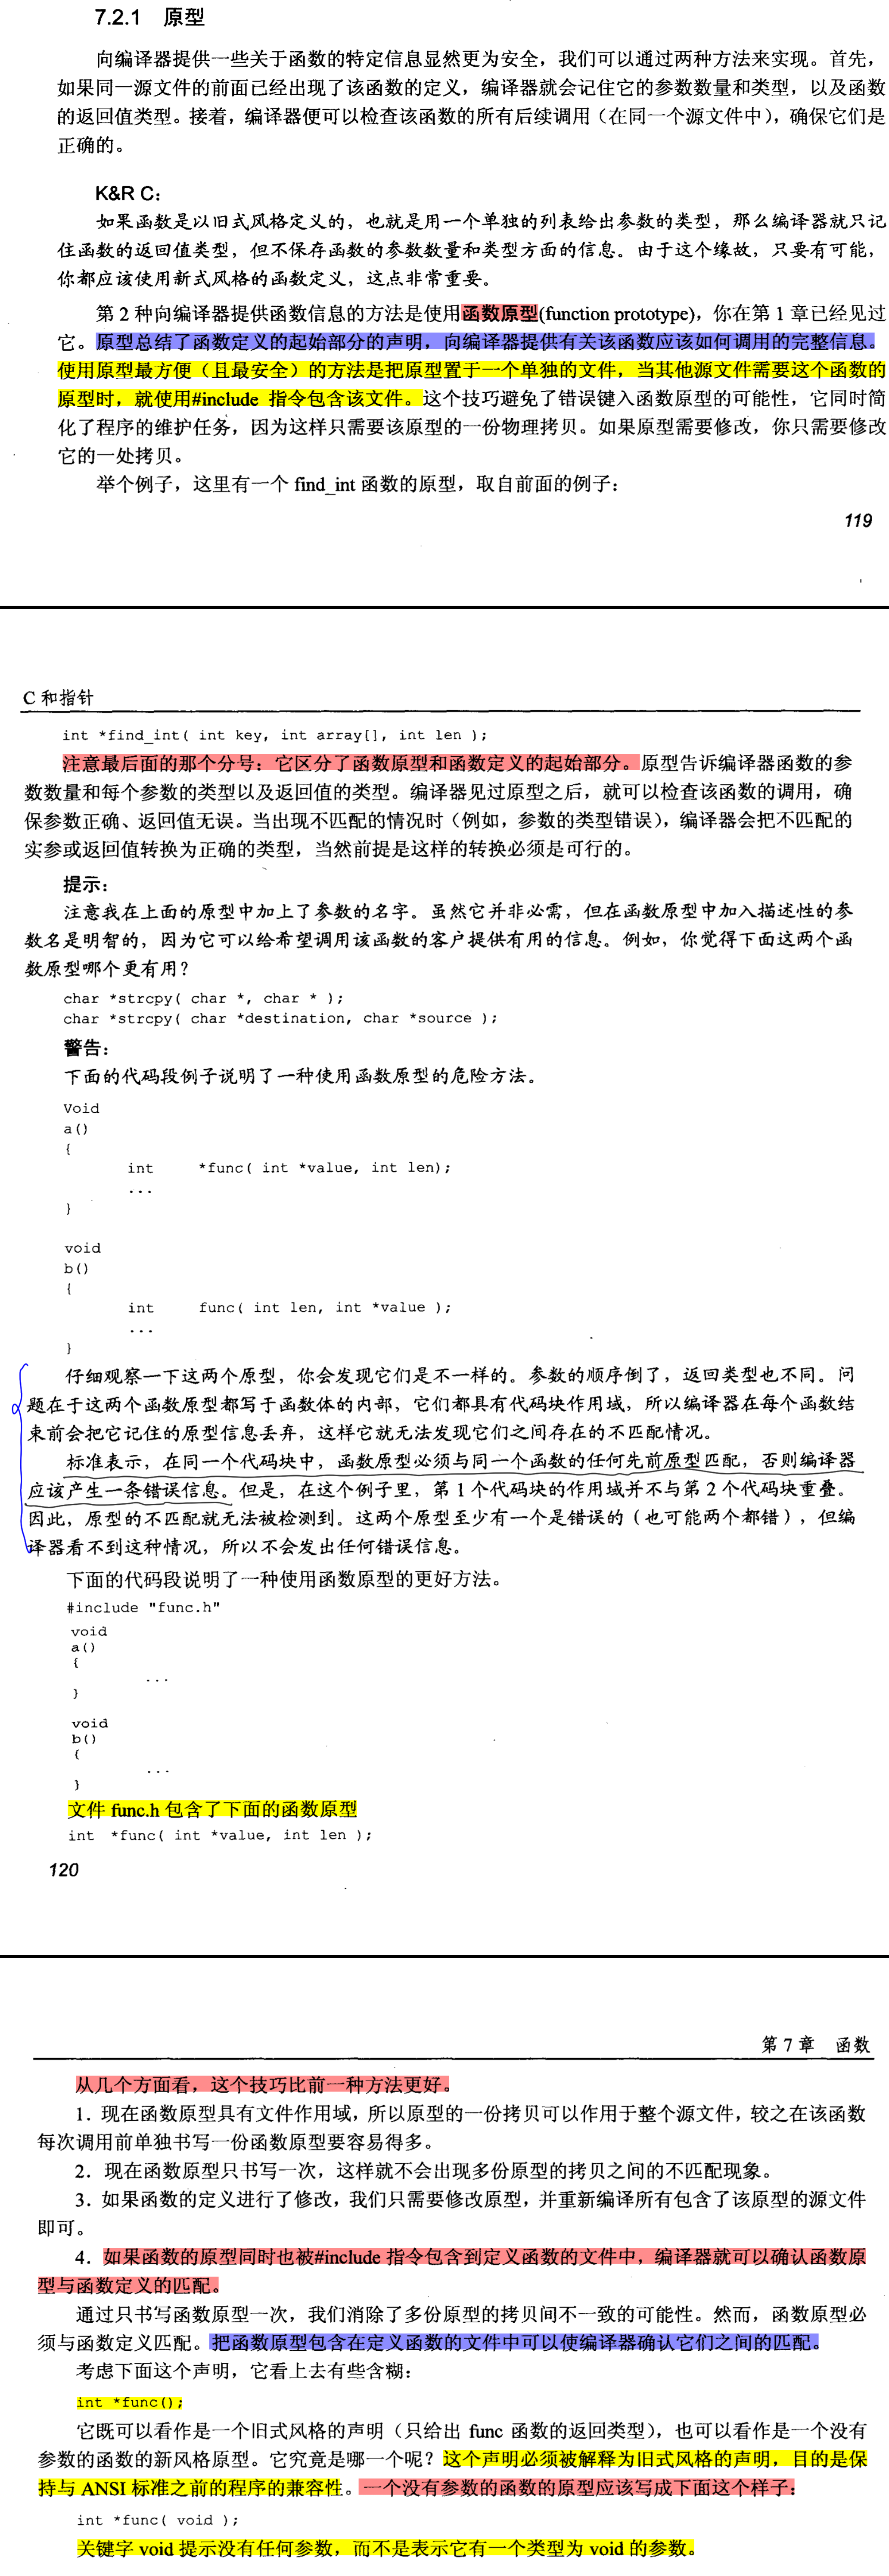 7.2.1 原型
向编译器提供一些关于函数的特定信息显然更为安全，我们可以通过两种方法来实现。首先，
如果同一源文件的前面已经出现了该函数的定义，编译器就会记住它的参数数量和类型，以及函数
的返回值类型。接着，编译器便可以检查该函数的所有后续调用（在同一个源文件中），确保它们是
正确的。
K&R C：
如果函数是以旧式风格定义的，也就是用一个单独的列表给出参数的类型，那么编译器就只记
住函数的返回值类型，但不保存函数的参数数量和类型方面的信息。由于这个缘故，只要有可能，
你都应该使用新式风格的函数定义，这点非常重要。
第 2 种向编译器提供函数信息的方法是使用函数原型(function prototype)，你在第 1 章已经见过
它。原型总结了函数定义的起始部分的声明，向编译器提供有关该函数应该如何调用的完整信息。
使用原型最方便（且最安全）的方法是把原型置于一个单独的文件，当其他源文件需要这个函数的
原型时，就使用#include 指令包含该文件。这个技巧避免了错误键入函数原型的可能性，它同时简
化了程序的维护任务，因为这样只需要该原型的一份物理拷贝。如果原型需要修改，你只需要修改
它的一处拷贝。
举个例子，这里有一个 find_int 函数的原型，取自前面的例子：
119
C 和指针
int *find_int( int key, int array[], int len );
注意最后面的那个分号：它区分了函数原型和函数定义的起始部分。原型告诉编译器函数的参
数数量和每个参数的类型以及返回值的类型。编译器见过原型之后，就可以检查该函数的调用，确
保参数正确、返回值无误。当出现不匹配的情况时（例如，参数的类型错误），编译器会把不匹配的
实参或返回值转换为正确的类型，当然前提是这样的转换必须是可行的。
提示：
注意我在上面的原型中加上了参数的名字。虽然它并非必需，但在函数原型中加入描述性的参
数名是明智的，因为它可以给希望调用该函数的客户提供有用的信息。例如，你觉得下面这两个函
数原型哪个更有用？
char *strcpy( char *, char * );
char *strcpy( char *destination, char *source );
警告：
下面的代码段例子说明了一种使用函数原型的危险方法。
Void
a()
{
int *func( int *value, int len);
...
}
void
b()
{
int func( int len, int *value );
...
}
仔细观察一下这两个原型，你会发现它们是不一样的。参数的顺序倒了，返回类型也不同。问
题在于这两个函数原型都写于函数体的内部，它们都具有代码块作用域，所以编译器在每个函数结
束前会把它记住的原型信息丢弃，这样它就无法发现它们之间存在的不匹配情况。
标准表示，在同一个代码块中，函数原型必须与同一个函数的任何先前原型匹配，否则编译器
应该产生一条错误信息。但是，在这个例子里，第 1 个代码块的作用域并不与第 2 个代码块重叠。
因此，原型的不匹配就无法被检测到。这两个原型至少有一个是错误的（也可能两个都错），但编
译器看不到这种情况，所以不会发出任何错误信息。
下面的代码段说明了一种使用函数原型的更好方法。
#include "func.h"
void
a()
{
...
}
void
b()
{
...
}
文件 func.h 包含了下面的函数原型
int *func( int *value, int len );
120
第 7 章 函数
从几个方面看，这个技巧比前一种方法更好。
1．现在函数原型具有文件作用域，所以原型的一份拷贝可以作用于整个源文件，较之在该函数
每次调用前单独书写一份函数原型要容易得多。
2．现在函数原型只书写一次，这样就不会出现多份原型的拷贝之间的不匹配现象。
3．如果函数的定义进行了修改，我们只需要修改原型，并重新编译所有包含了该原型的源文件
即可。
4．如果函数的原型同时也被#include 指令包含到定义函数的文件中，编译器就可以确认函数原
型与函数定义的匹配。
通过只书写函数原型一次，我们消除了多份原型的拷贝间不一致的可能性。然而，函数原型必
须与函数定义匹配。把函数原型包含在定义函数的文件中可以使编译器确认它们之间的匹配。
考虑下面这个声明，它看上去有些含糊：
int *func();
它既可以看作是一个旧式风格的声明（只给出 func 函数的返回类型），也可以看作是一个没有
参数的函数的新风格原型。它究竟是哪一个呢？这个声明必须被解释为旧式风格的声明，目的是保
持与 ANSI 标准之前的程序的兼容性。一个没有参数的函数的原型应该写成下面这个样子：
int *func( void );
关键字 void 提示没有任何参数，而不是表示它有一个类型为 void 的参数。